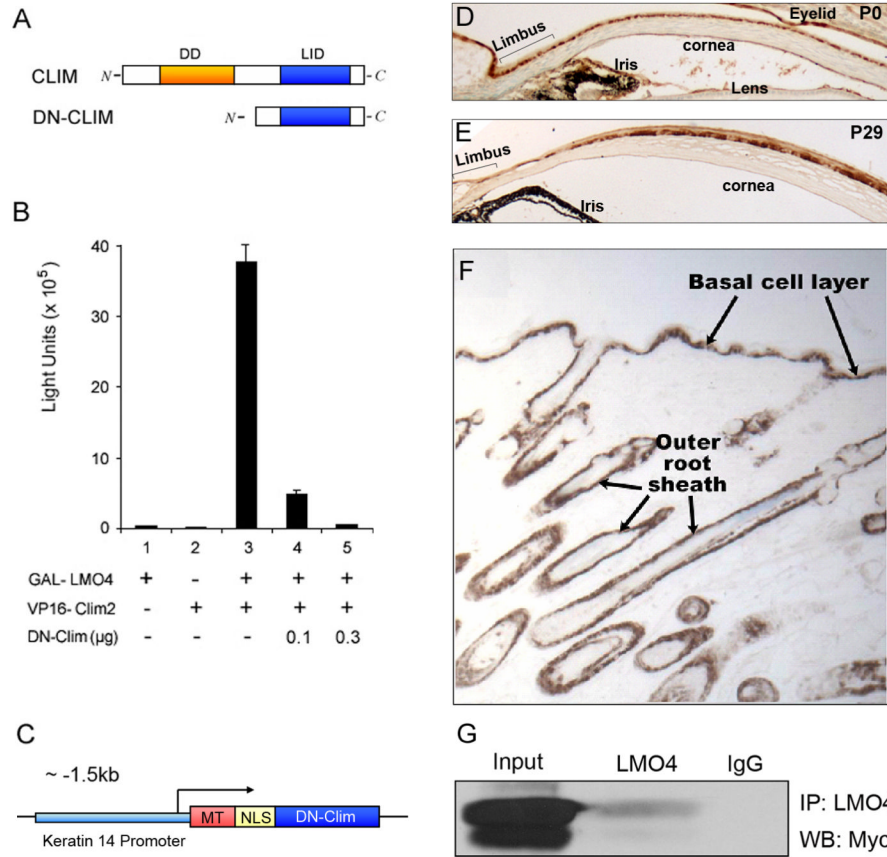 A
DD LID
CLIM N- -C
DN-CLIM N- -C
B
Light Units (x 10⁵)
40
30
20
10
0
1 2 3 4 5
GAL-LMO4 + - + + +
VP16-Clim2 - + + + +
DN-Clim (µg) - - - 0.1 0.3
C
~ -1.5kb
MT NLS DN-Clim
Keratin 14 Promoter
D
Limbus
Eyelid
P0
cornea
Iris
Lens
E
P29
Limbus
cornea
Iris
F
Basal cell layer
Outer
root
sheath
G
Input LMO4 IgG
IP: LMO4
WB: Myc